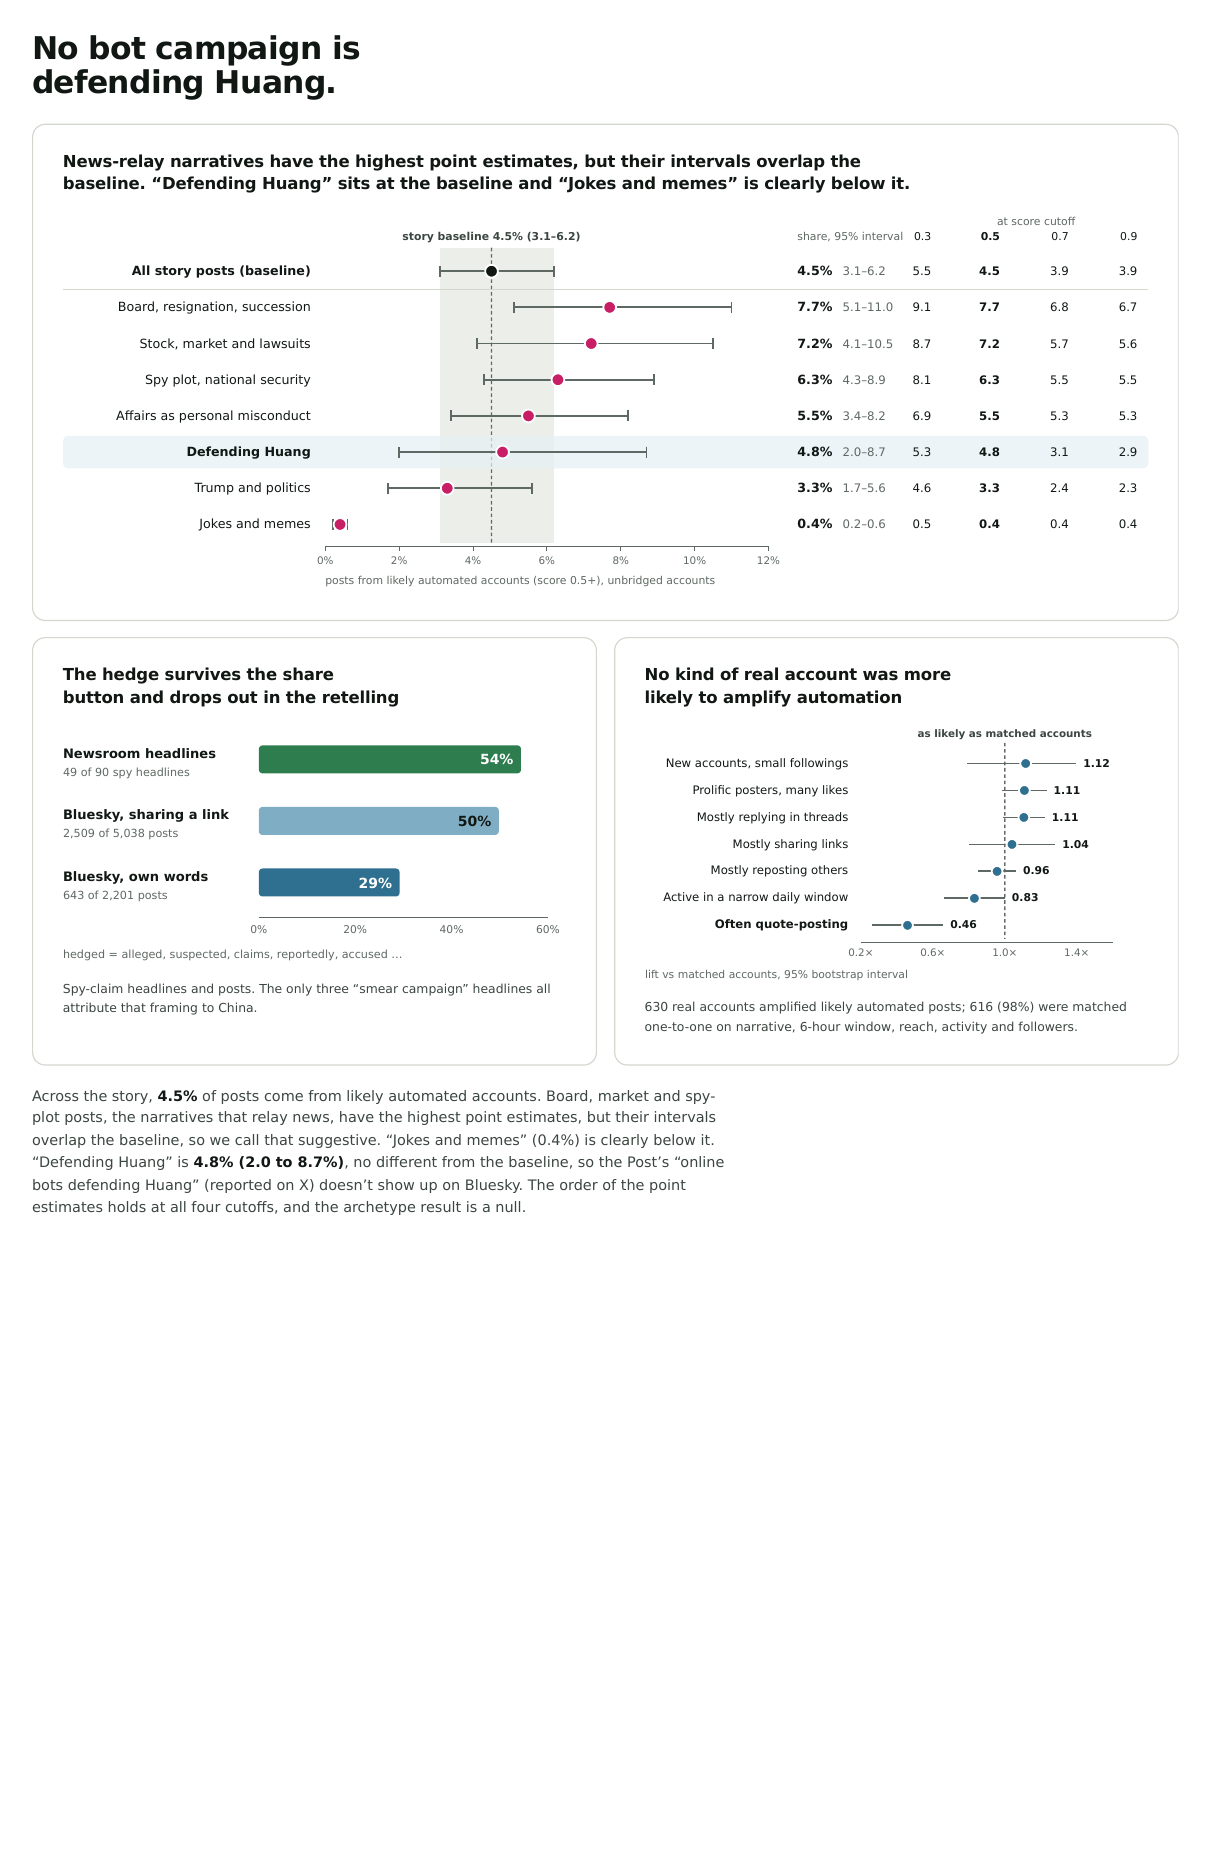 No bot campaign is
defending Huang.
News-relay narratives have the highest point estimates, but their intervals overlap the
baseline. “Defending Huang” sits at the baseline and “Jokes and memes” is clearly below it.
at score cutoff
story baseline 4.5% (3.1–6.2) share, 95% interval 0.3 0.5 0.7 0.9
All story posts (baseline) 4.5% 3.1–6.2 5.5 4.5 3.9 3.9
Board, resignation, succession 7.7% 5.1–11.0 9.1 7.7 6.8 6.7
Stock, market and lawsuits 7.2% 4.1–10.5 8.7 7.2 5.7 5.6
Spy plot, national security 6.3% 4.3–8.9 8.1 6.3 5.5 5.5
Affairs as personal misconduct 5.5% 3.4–8.2 6.9 5.5 5.3 5.3
Defending Huang 4.8% 2.0–8.7 5.3 4.8 3.1 2.9
Trump and politics 3.3% 1.7–5.6 4.6 3.3 2.4 2.3
Jokes and memes 0.4% 0.2–0.6 0.5 0.4 0.4 0.4
0% 2% 4% 6% 8% 10% 12%
posts from likely automated accounts (score 0.5+), unbridged accounts
The hedge survives the share
button and drops out in the retelling
Newsroom headlines 54%
49 of 90 spy headlines
Bluesky, sharing a link 50%
2,509 of 5,038 posts
Bluesky, own words 29%
643 of 2,201 posts
0% 20% 40% 60%
hedged = alleged, suspected, claims, reportedly, accused ...
Spy-claim headlines and posts. The only three “smear campaign” headlines all
attribute that framing to China.
No kind of real account was more
likely to amplify automation
as likely as matched accounts
New accounts, small followings 1.12
Prolific posters, many likes 1.11
Mostly replying in threads 1.11
Mostly sharing links 1.04
Mostly reposting others 0.96
Active in a narrow daily window 0.83
Often quote-posting 0.46
0.2× 0.6× 1.0× 1.4×
lift vs matched accounts, 95% bootstrap interval
630 real accounts amplified likely automated posts; 616 (98%) were matched
one-to-one on narrative, 6-hour window, reach, activity and followers.
Across the story, 4.5% of posts come from likely automated accounts. Board, market and spy-
plot posts, the narratives that relay news, have the highest point estimates, but their intervals
overlap the baseline, so we call that suggestive. “Jokes and memes” (0.4%) is clearly below it.
“Defending Huang” is 4.8% (2.0 to 8.7%), no different from the baseline, so the Post’s “online
bots defending Huang” (reported on X) doesn’t show up on Bluesky. The order of the point
estimates holds at all four cutoffs, and the archetype result is a null.